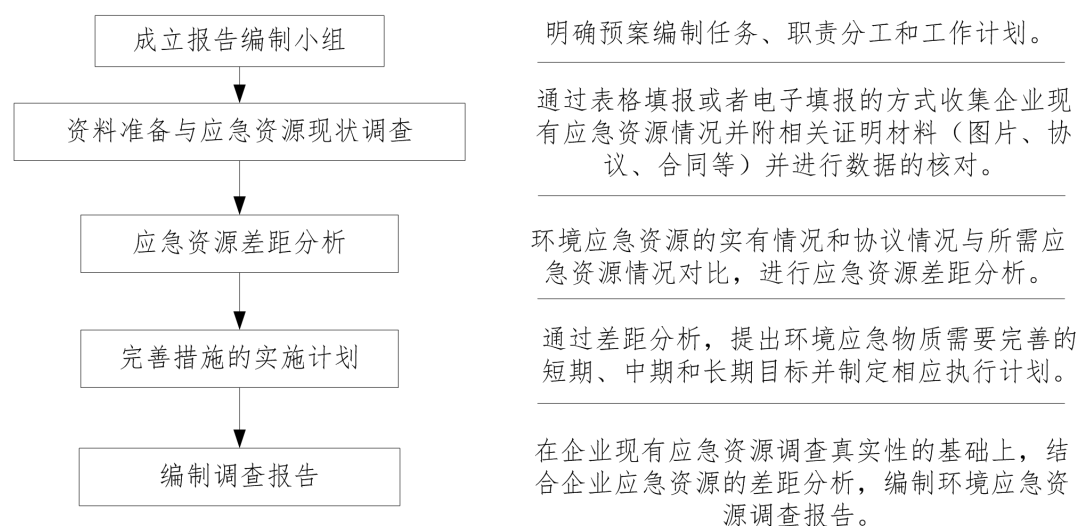 成立报告编制小组
明确预案编制任务、职责分工和工作计划。
资料准备与应急资源现状调查
通过表格填报或者电子填报的方式收集企业现
有应急资源情况并附相关证明材料（图片、协
议、合同等）并进行数据的核对。
应急资源差距分析
环境应急资源的实有情况和协议情况与所需应
急资源情况对比，进行应急资源差距分析。
完善措施的实施计划
通过差距分析，提出环境应急物质需要完善的
短期、中期和长期目标并制定相应执行计划。
编制调查报告
在企业现有应急资源调查真实性的基础上，结
合企业应急资源的差距分析，编制环境应急资
源调查报告。